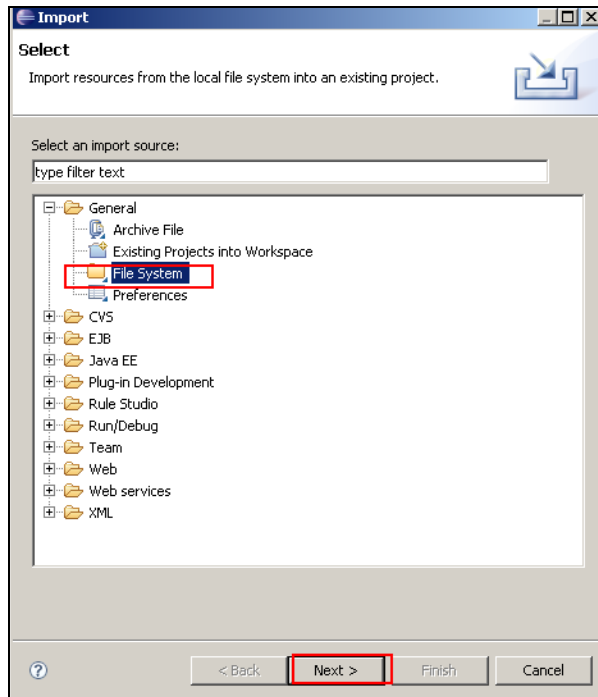 Import
Select
Import resources from the local file system into an existing project.
Select an import source:
type filter text
General
Archive File
Existing Projects into Workspace
File System
Preferences
CVS
EJB
Java EE
Plug-in Development
Rule Studio
Run/Debug
Team
Web
Web services
XML
? < Back Next > Finish Cancel